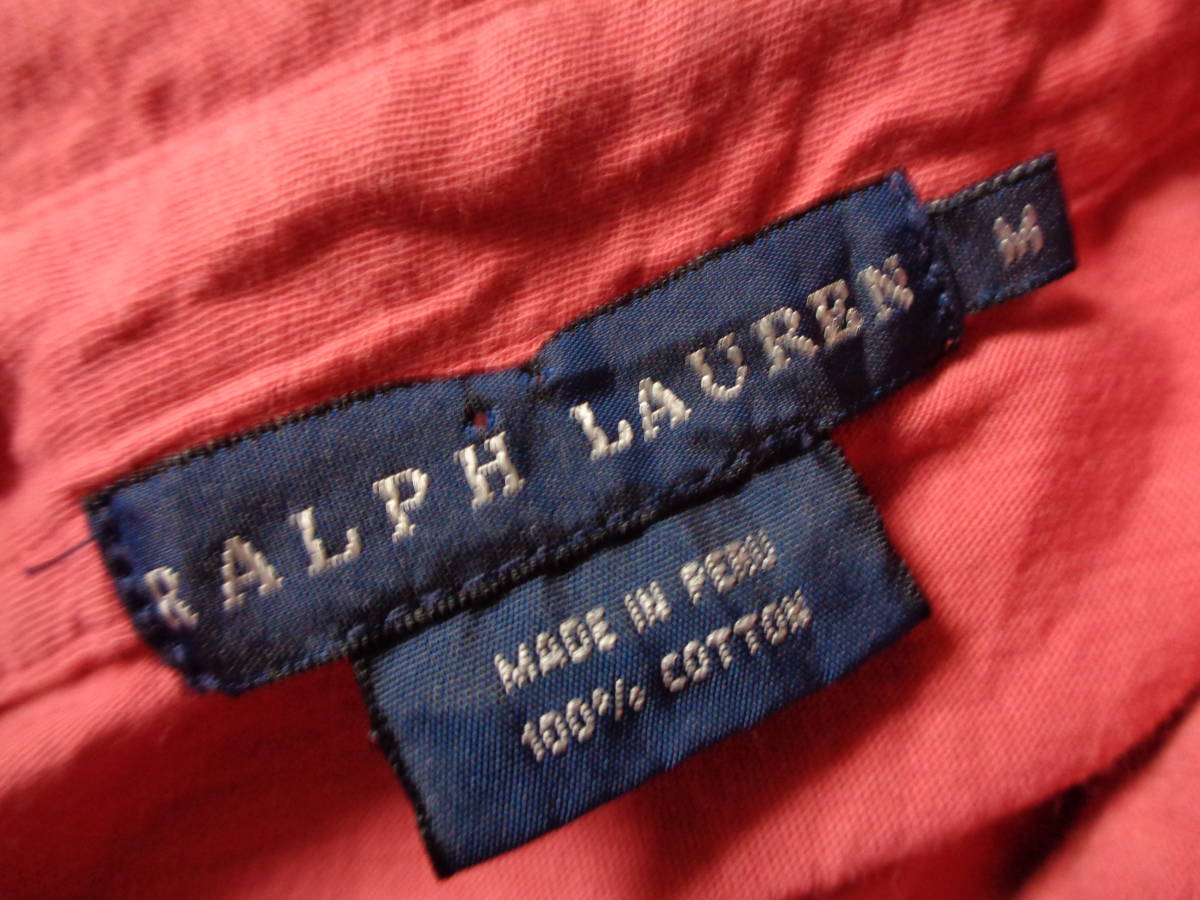 RALPH LAUREN
M
MADE IN PERU
100% COTTON